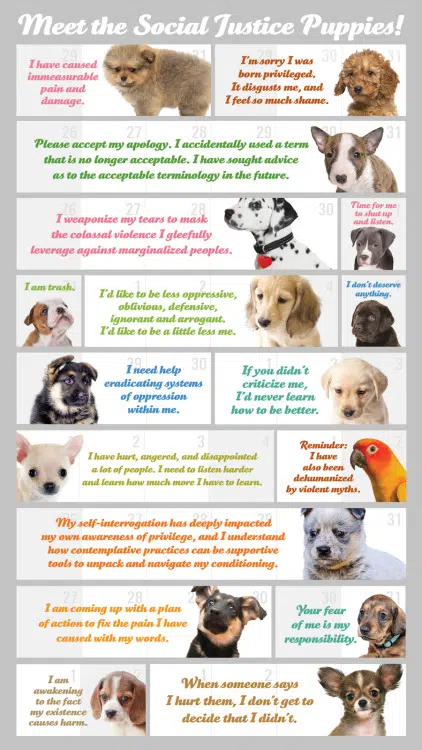 Meet the Social Justice Puppies!
I have caused
immeasurable
pain and
damage.
I'm sorry I was
born privileged.
It disgusts me, and
I feel so much shame.
Please accept my apology. I accidentally used a term
that is no longer acceptable. I have sought advice
as to the acceptable terminology in the future.
I weaponize my tears to mask
the colossal violence I gleefully
leverage against marginalized peoples.
Time for me
to shut up
and listen.
I am trash.
I'd like to be less oppressive,
oblivious, defensive,
ignorant and arrogant.
I'd like to be a little less me.
I don't deserve
anything.
I need help
eradicating systems
of oppression
within me.
If you didn't
criticize me,
I'd never learn
how to be better.
I have hurt, angered, and disappointed
a lot of people. I need to listen harder
and learn how much more I have to learn.
Reminder:
I have
also been
dehumanized
by violent myths.
My self-interrogation has deeply impacted
my own awareness of privilege, and I understand
how contemplative practices can be supportive
tools to unpack and navigate my conditioning.
I am coming up with a plan
of action to fix the pain I have
caused with my words.
Your fear
of me is my
responsibility.
I am
awakening
to the fact
my existence
causes harm.
When someone says
I hurt them, I don't get to
decide that I didn't.